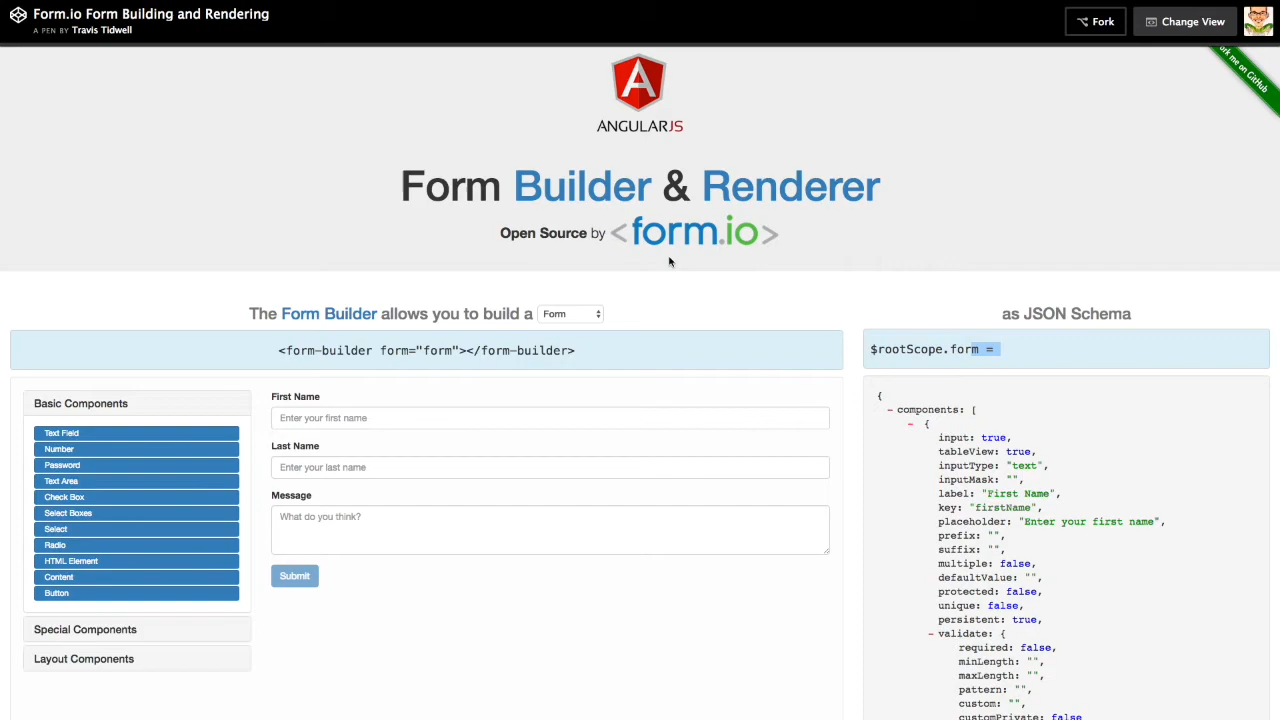 Form.io Form Building and Rendering
A PEN BY Travis Tidwell
Fork
Change View
Fork me on GitHub
ANGULARJS
Form Builder & Renderer
Open Source by <form.io>
The Form Builder allows you to build a Form
<form-builder form="form"></form-builder>
Basic Components
Text Field
Number
Password
Text Area
Check Box
Select Boxes
Select
Radio
HTML Element
Content
Button
Special Components
Layout Components
First Name
Enter your first name
Last Name
Enter your last name
Message
What do you think?
Submit
as JSON Schema
$rootScope.form =
{
− components: [
− {
input: true,
tableView: true,
inputType: "text",
inputMask: "",
label: "First Name",
key: "firstName",
placeholder: "Enter your first name",
prefix: "",
suffix: "",
multiple: false,
defaultValue: "",
protected: false,
unique: false,
persistent: true,
− validate: {
required: false,
minLength: "",
maxLength: "",
pattern: "",
custom: "",
customPrivate: false